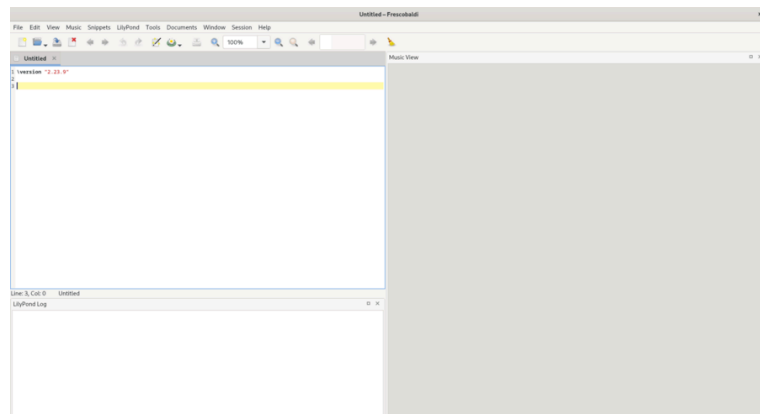 Untitled – Frescobaldi
File Edit View Music Snippets LilyPond Tools Documents Window Session Help
100%
Untitled
Music View
1 \version "2.23.9"
2
3
Line: 3, Col: 0 Untitled
LilyPond Log